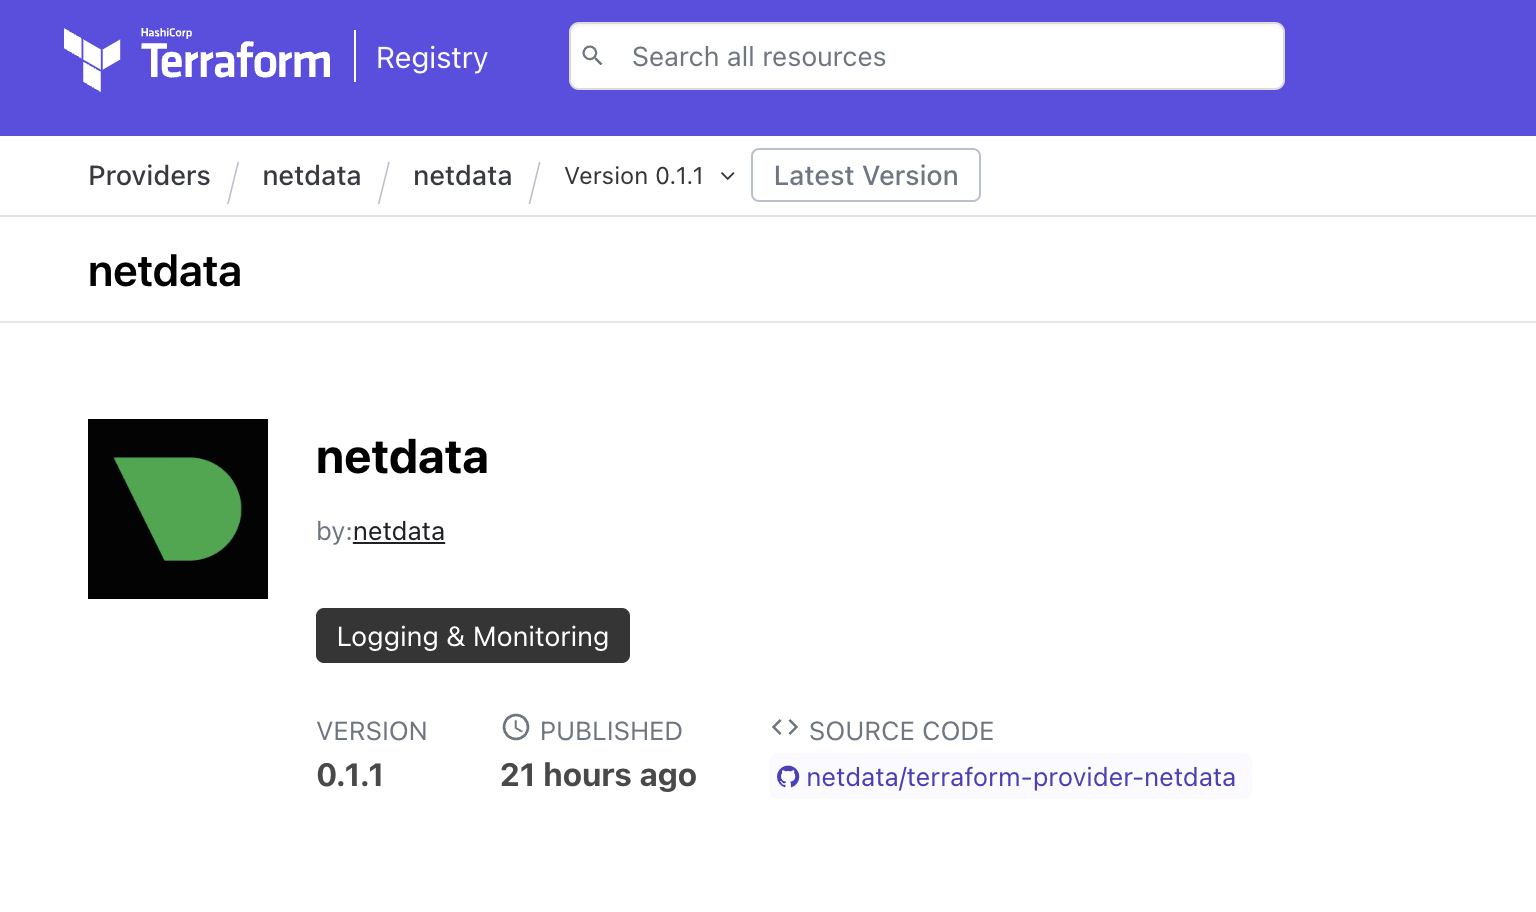 HashiCorp
Terraform
Registry
Search all resources
Providers / netdata / netdata / Version 0.1.1
Latest Version
netdata
netdata
by:netdata
Logging & Monitoring
VERSION
0.1.1
PUBLISHED
21 hours ago
SOURCE CODE
netdata/terraform-provider-netdata